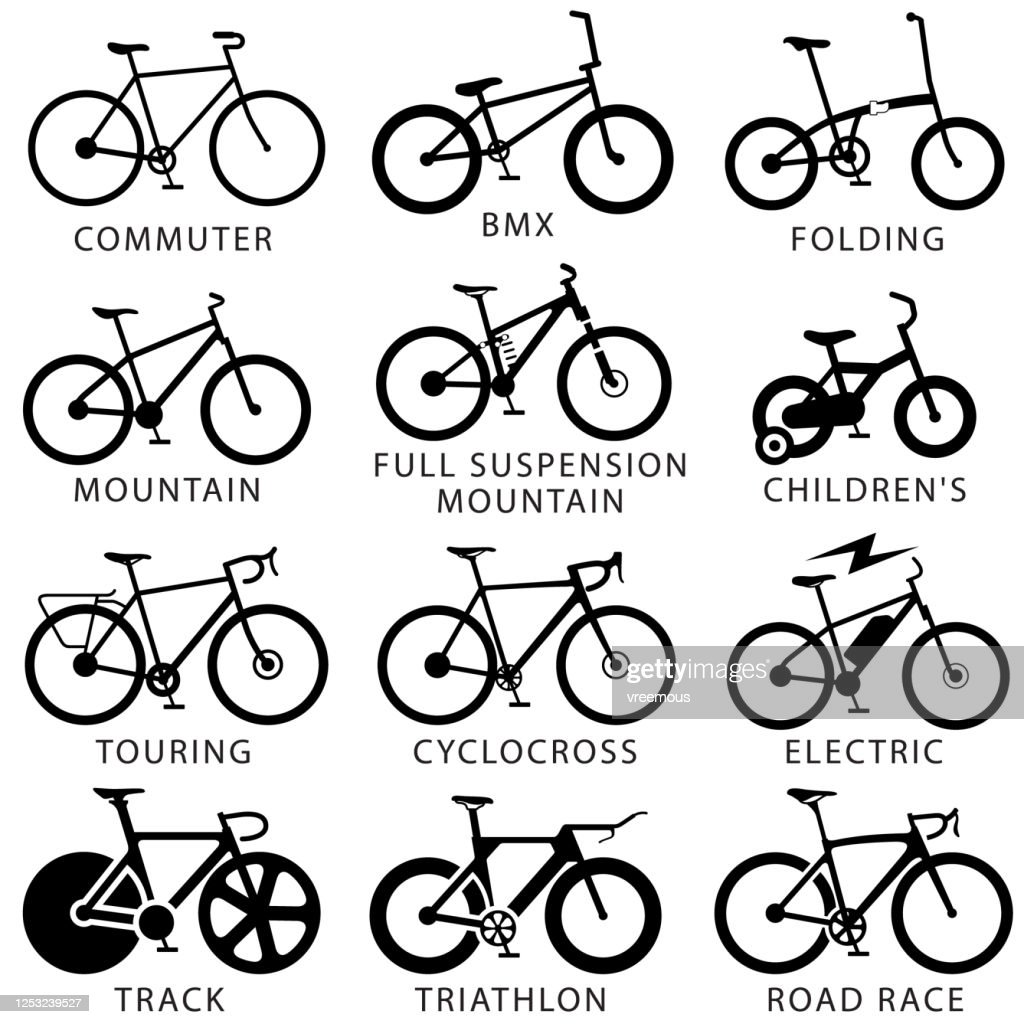 COMMUTER
BMX
FOLDING
MOUNTAIN
FULL SUSPENSION
MOUNTAIN
CHILDREN'S
TOURING
CYCLOCROSS
ELECTRIC
gettyimages
vreemous
TRACK
TRIATHLON
ROAD RACE
1253239527